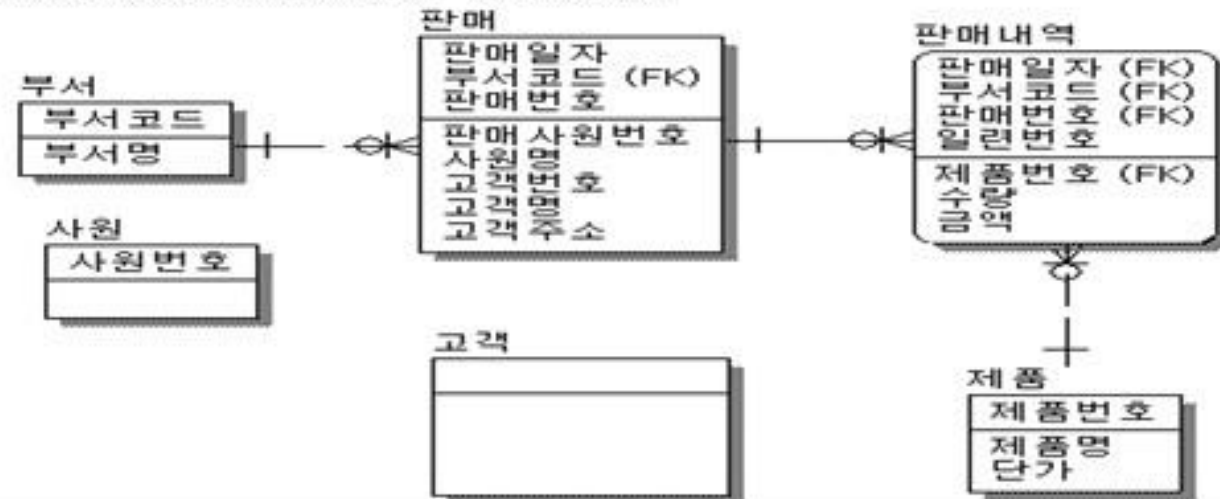 부서
부서코드
부서명
사원
사원번호
판매
판매일자
부서코드 (FK)
판매번호
판매사원번호
사원명
고객번호
고객명
고객주소
고객
판매내역
판매일자 (FK)
부서코드 (FK)
판매번호 (FK)
일련번호
제품번호 (FK)
수량
금액
제품
제품번호
제품명
단가